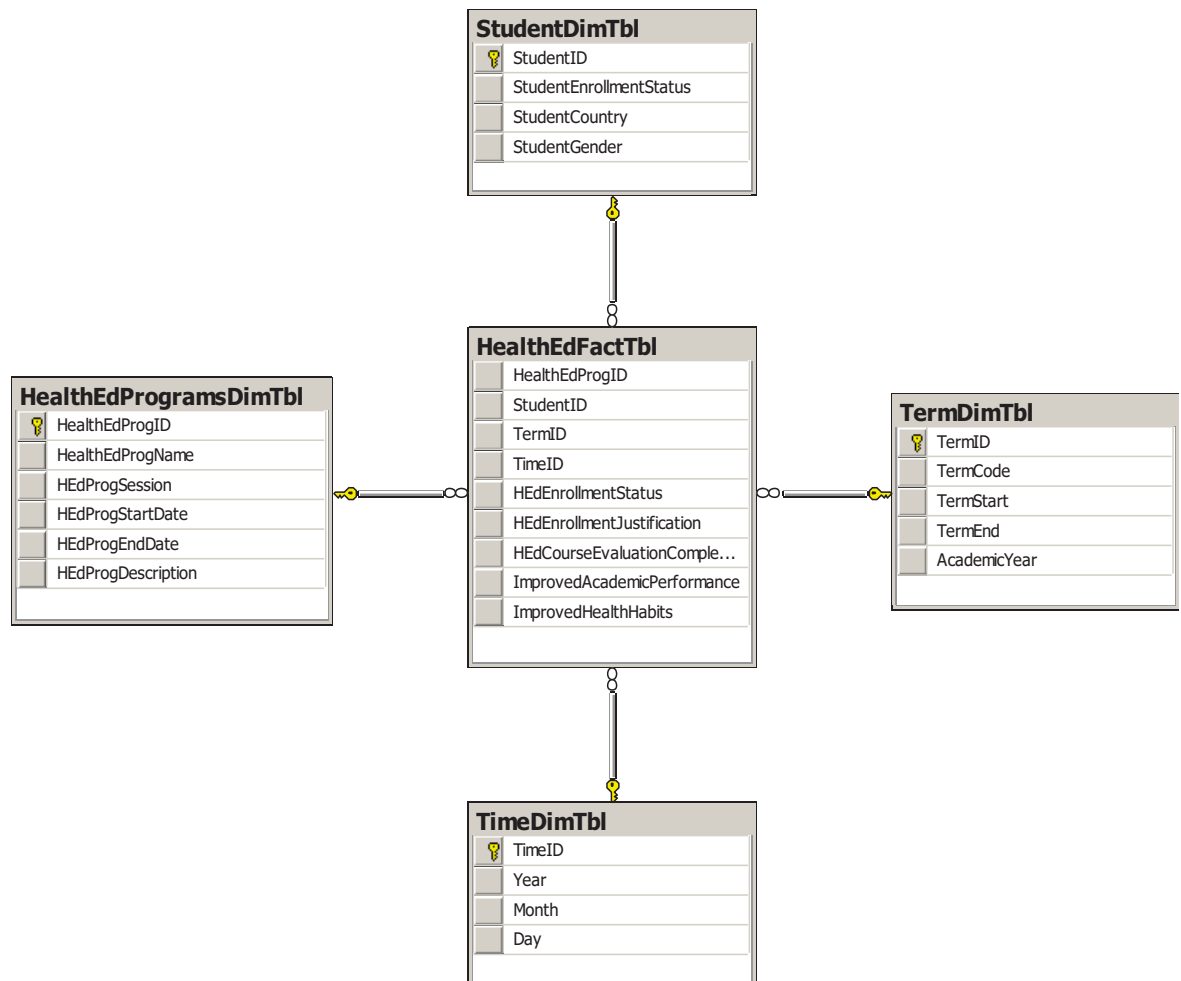 StudentDimTbl
StudentID
StudentEnrollmentStatus
StudentCountry
StudentGender
HealthEdProgramsDimTbl
HealthEdProgID
HealthEdProgName
HEdProgSession
HEdProgStartDate
HEdProgEndDate
HEdProgDescription
HealthEdFactTbl
HealthEdProgID
StudentID
TermID
TimeID
HEdEnrollmentStatus
HEdEnrollmentJustification
HEdCourseEvaluationComple...
ImprovedAcademicPerformance
ImprovedHealthHabits
TermDimTbl
TermID
TermCode
TermStart
TermEnd
AcademicYear
TimeDimTbl
TimeID
Year
Month
Day